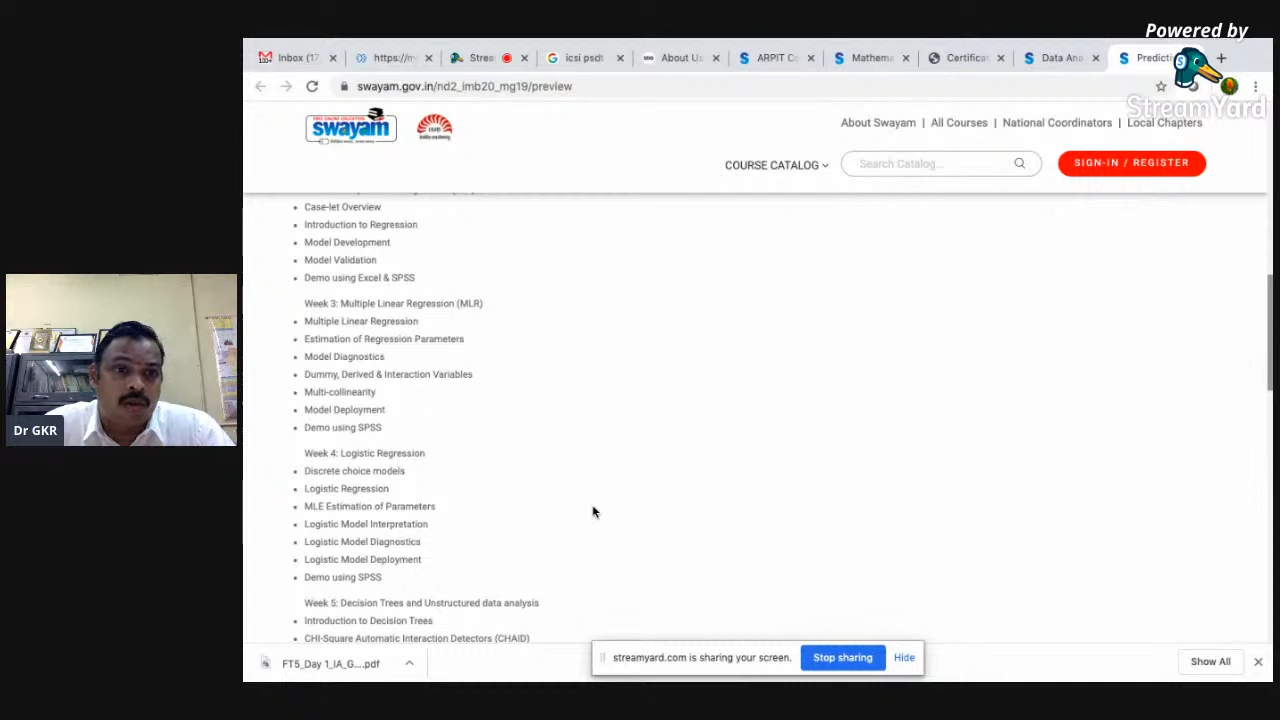 Powered by
StreamYard
Inbox (17
https://m
Strea
icsi psdt
About Us
ARPIT Co
Mathema
Certifica
Data Ana
Predicti
swayam.gov.in/nd2_imb20_mg19/preview
FREE ONLINE EDUCATION
swayam
About Swayam | All Courses | National Coordinators | Local Chapters
COURSE CATALOG
Search Catalog...
SIGN-IN / REGISTER
Case-let Overview
Introduction to Regression
Model Development
Model Validation
Demo using Excel & SPSS
Week 3: Multiple Linear Regression (MLR)
Multiple Linear Regression
Estimation of Regression Parameters
Model Diagnostics
Dummy, Derived & Interaction Variables
Multi-collinearity
Model Deployment
Demo using SPSS
Week 4: Logistic Regression
Discrete choice models
Logistic Regression
MLE Estimation of Parameters
Logistic Model Interpretation
Logistic Model Diagnostics
Logistic Model Deployment
Demo using SPSS
Week 5: Decision Trees and Unstructured data analysis
Introduction to Decision Trees
CHI-Square Automatic Interaction Detectors (CHAID)
Dr GKR
streamyard.com is sharing your screen.
Stop sharing
Hide
FT5_Day 1_IA_G....pdf
Show All